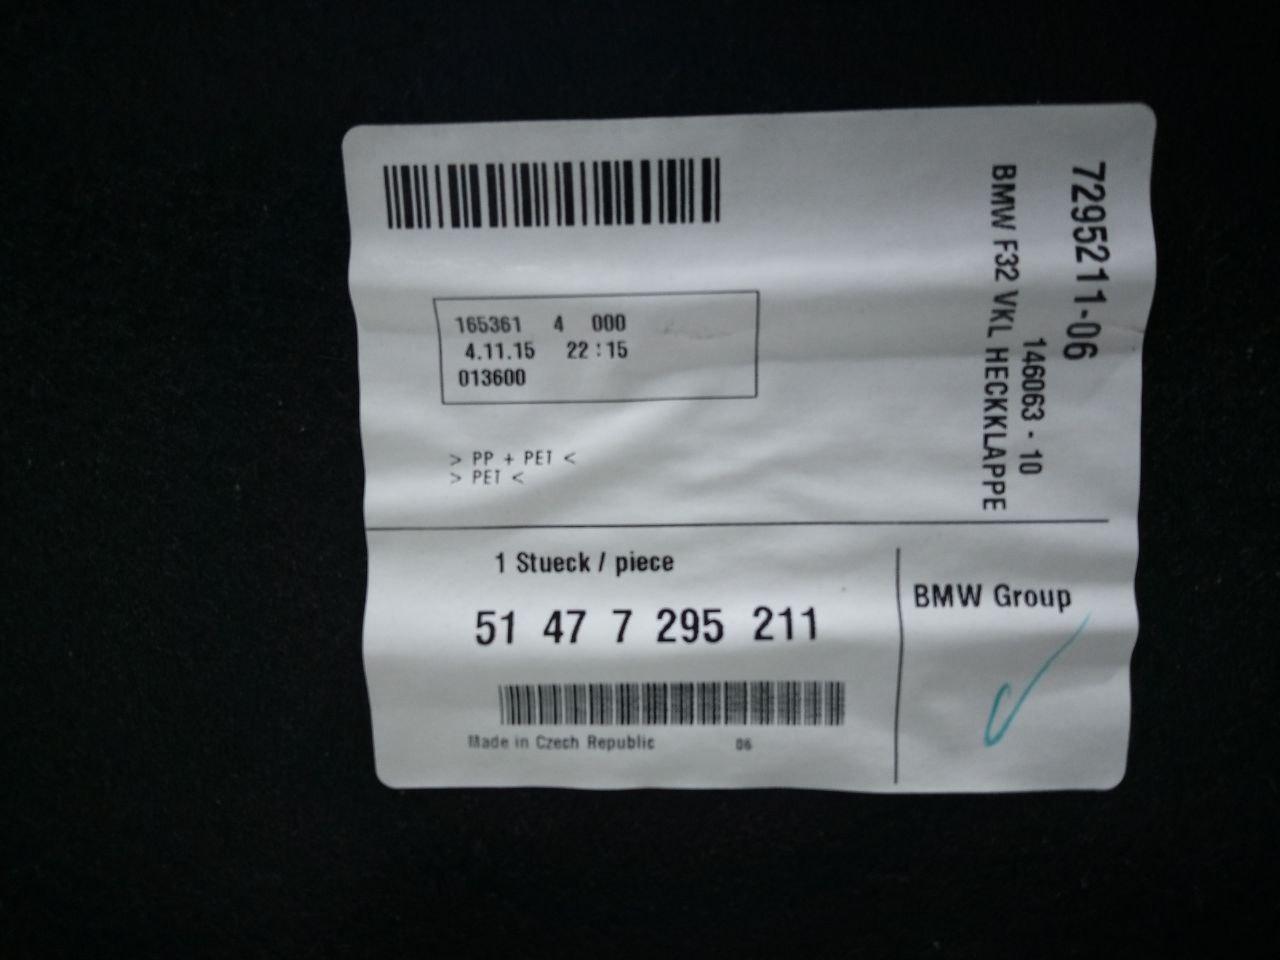 7295211-06
146063 - 10
BMW F32 VKL HECKKLAPPE
165361 4 000
4.11.15 22:15
013600
> PP + PET <
> PET <
1 Stueck / piece
51 47 7 295 211
Made in Czech Republic 06
BMW Group